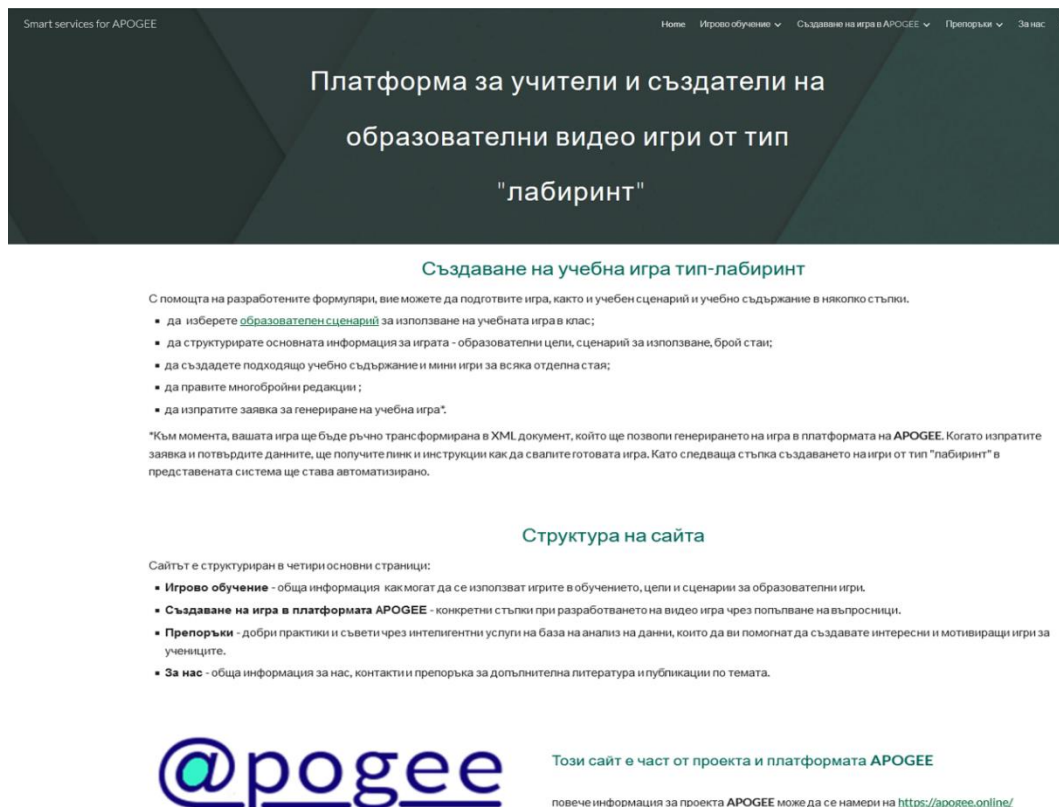 Smart services for APOGEE
Home Игрово обучение Създаване на игра в APOGEE Препоръки За нас
Платформа за учители и създатели на
образователни видео игри от тип
"лабиринт"
Създаване на учебна игра тип-лабиринт
С помощта на разработените формуляри, вие можете да подготвите игра, както и учебен сценарий и учебно съдържание в няколко стъпки.
▪ да изберете образователен сценарий за използване на учебната игра в клас;
▪ да структурирате основната информация за играта - образователни цели, сценарий за използване, брой стаи;
▪ да създадете подходящо учебно съдържание и мини игри за всяка отделна стая;
▪ да правите многобройни редакции ;
▪ да изпратите заявка за генериране на учебна игра*.
*Към момента, вашата игра ще бъде ръчно трансформирана в XML документ, който ще позволи генерирането на игра в платформата на APOGEE. Когато изпратите
заявка и потвърдите данните, ще получите линк и инструкции как да свалите готовата игра. Като следваща стъпка създаването на игри от тип "лабиринт" в
представената система ще става автоматизирано.
Структура на сайта
Сайтът е структуриран в четири основни страници:
▪ Игрово обучение - обща информация как могат да се използват игрите в обучението, цели и сценарии за образователни игри.
▪ Създаване на игра в платформата APOGEE - конкретни стъпки при разработването на видео игра чрез попълване на въпросници.
▪ Препоръки - добри практики и съвети чрез интелигентни услуги на база на анализ на данни, които да ви помогнат да създавате интересни и мотивиращи игри за
учениците.
▪ За нас - обща информация за нас, контакти и препоръка за допълнителна литература и публикации по темата.
@pogee
Този сайт е част от проекта и платформата APOGEE
повече информация за проекта APOGEE може да се намери на https://apogee.online/